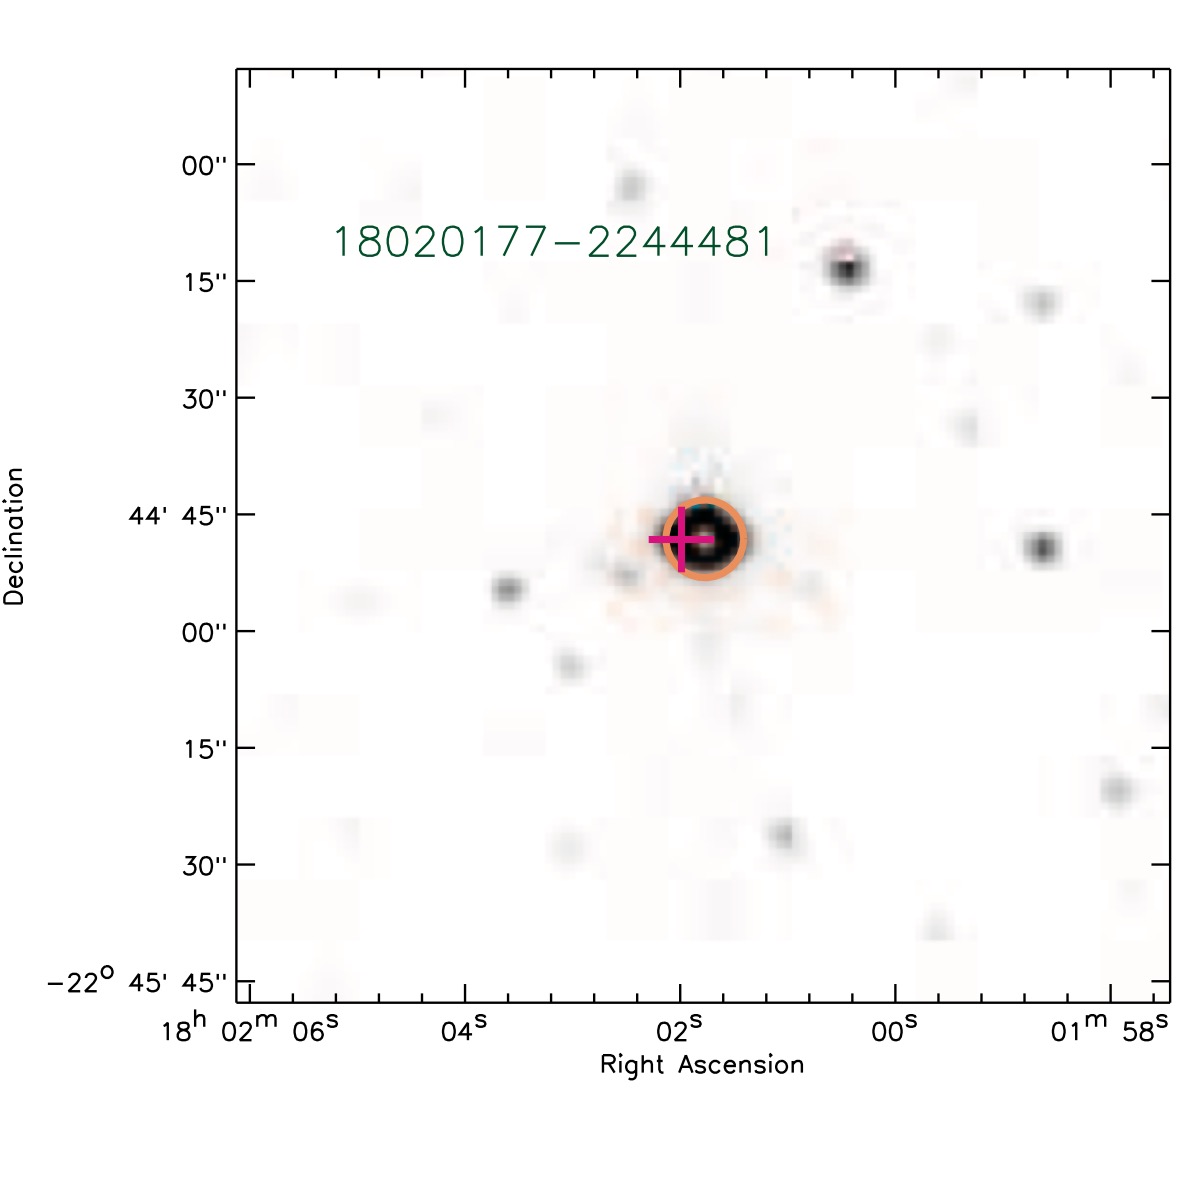 18020177-2244481
00"
15"
30"
44' 45"
00"
15"
30"
-22° 45' 45"
Declination
18h 02m 06s 04s 02s 00s 01m 58s
Right Ascension